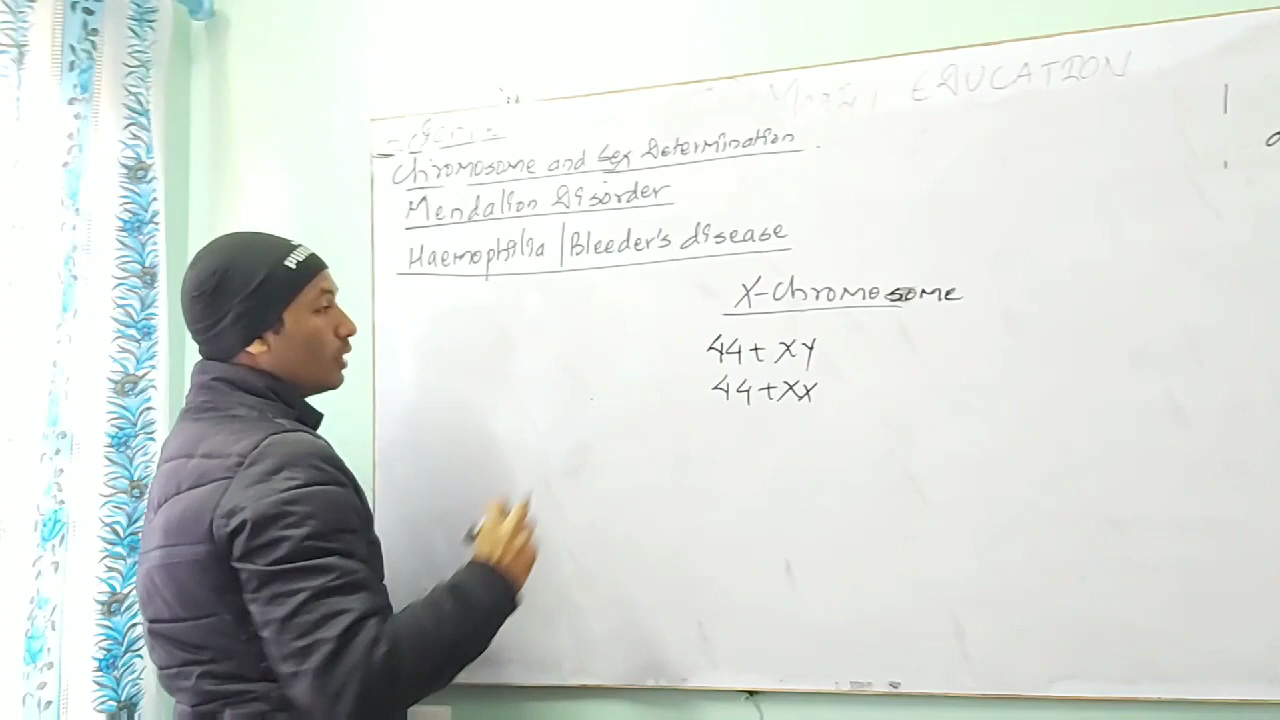 EDUCATION
Chromosome and Sex Determination
Mendalion Disorder
Haemophilia / Bleeder's disease
X-Chromosome
44 + XY
44 + XX